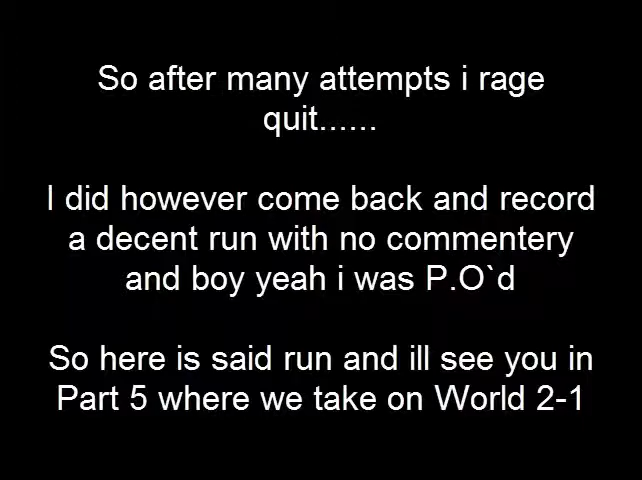 So after many attempts i rage
quit......
I did however come back and record
a decent run with no commentery
and boy yeah i was P.O`d
So here is said run and ill see you in
Part 5 where we take on World 2-1